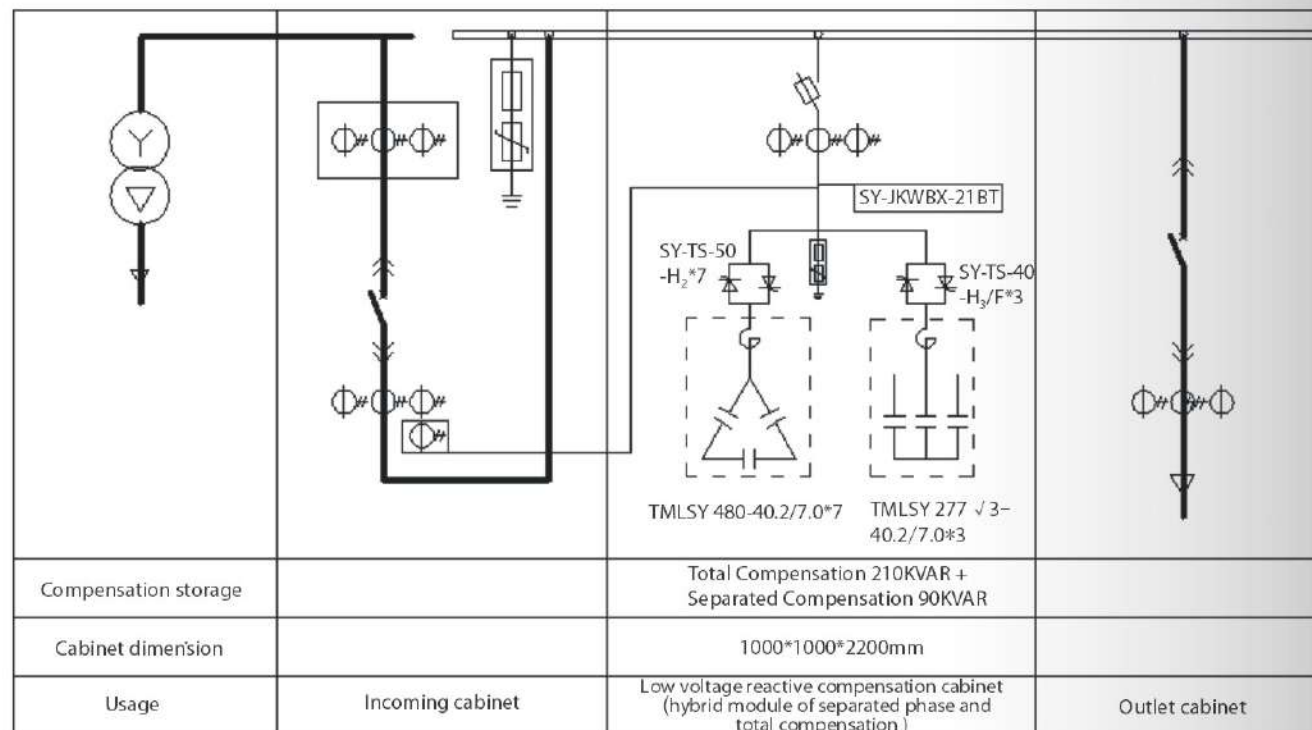 SY-JKWBX-21BT
SY-TS-50
-H₂*7
SY-TS-40
-H₃/F*3
TMLSY 480-40.2/7.0*7
TMLSY 277 √3-
40.2/7.0*3
Compensation storage
Total Compensation 210KVAR +
Separated Compensation 90KVAR
Cabinet dimension
1000*1000*2200mm
Usage
Incoming cabinet
Low voltage reactive compensation cabinet
(hybrid module of separated phase and
total compensation )
Outlet cabinet